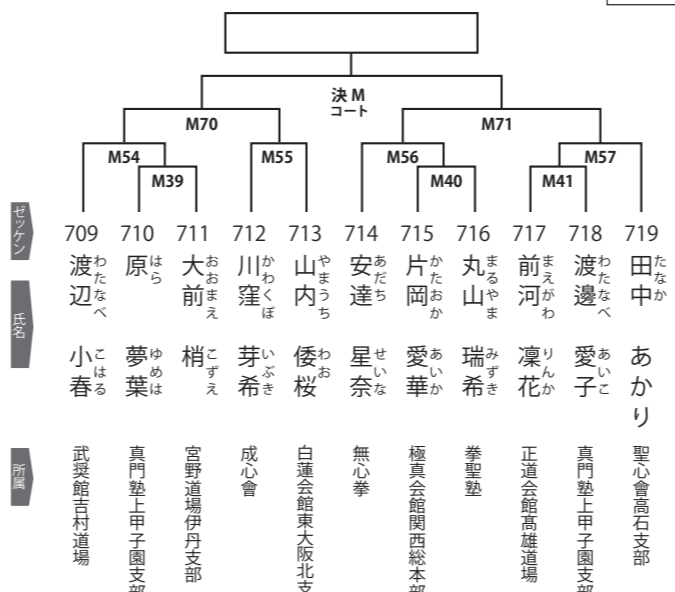 決 M
コート
M70
M71
M54
M55
M56
M57
M39
M40
M41
ゼッケン
709
710
711
712
713
714
715
716
717
718
719
氏名
渡辺 小春
わたなべ こはる
原 夢葉
はら ゆめは
大前 梢
おおまえ こずえ
川窪 芽希
かわくぼ いぶき
山内 倭桜
やまうち わお
安達 星奈
あだち せいな
片岡 愛華
かたおか あいか
丸山 瑞希
まるやま みずき
前河 凜花
まえがわ りんか
渡邊 愛子
わたなべ あいこ
田中 あかり
たなか
所属
武奨館吉村道場
真門塾上甲子園支部
宮野道場伊丹支部
成心會
白蓮会館東大阪北支
無心拳
極真会館関西総本部
拳聖塾
正道会館髙雄道場
真門塾上甲子園支部
聖心會高石支部